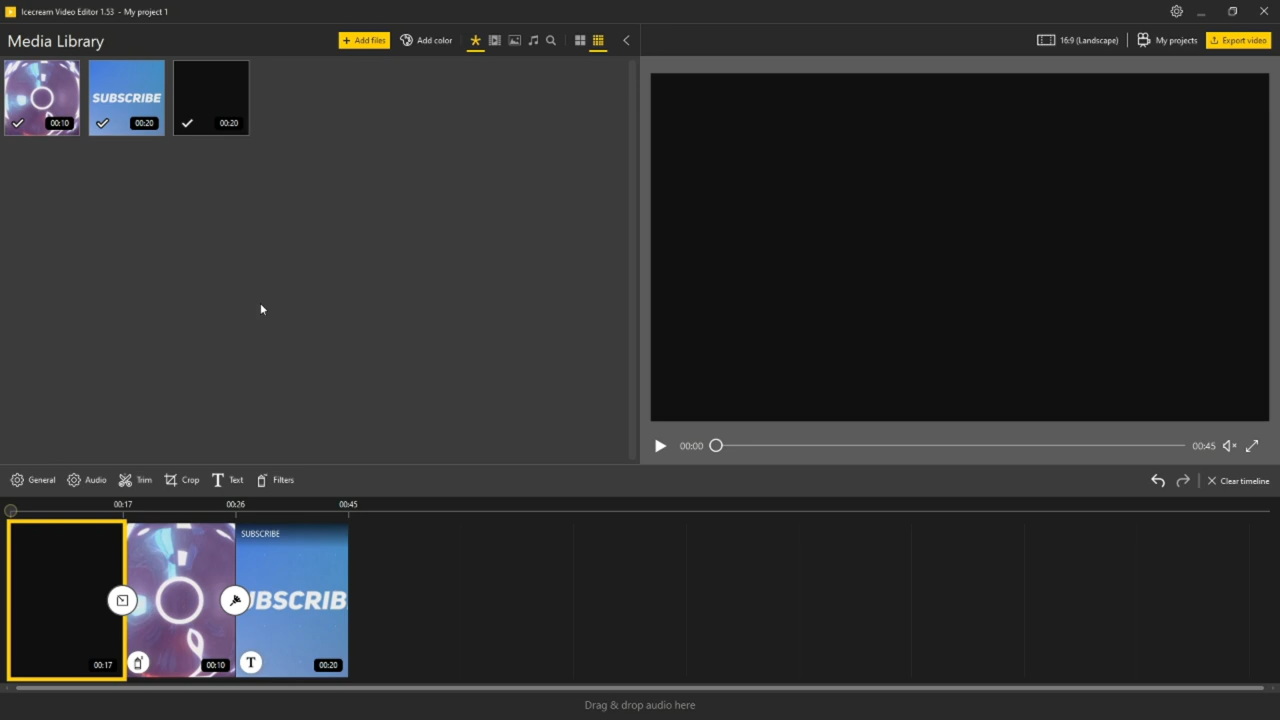 Icecream Video Editor 1.53 - My project 1
Media Library
+ Add files
Add color
16:9 (Landscape)
My projects
Export video
00:10
SUBSCRIBE
00:20
00:20
00:00
00:45
General
Audio
Trim
Crop
T Text
Filters
Clear timeline
00:17
00:26
00:45
SUBSCRIBE
UBSCRIB
00:17
00:10
T
00:20
Drag & drop audio here